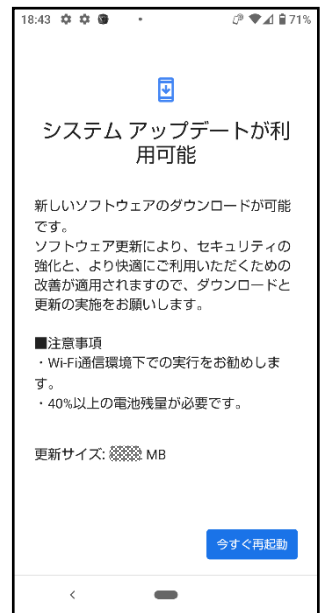 18:43 71%
システム アップデートが利
用可能
新しいソフトウェアのダウンロードが可能
です。
ソフトウェア更新により、セキュリティの
強化と、より快適にご利用いただくための
改善が適用されますので、ダウンロードと
更新の実施をお願いします。
■注意事項
・Wi-Fi通信環境下での実行をお勧めしま
す。
・40%以上の電池残量が必要です。
更新サイズ: MB
今すぐ再起動